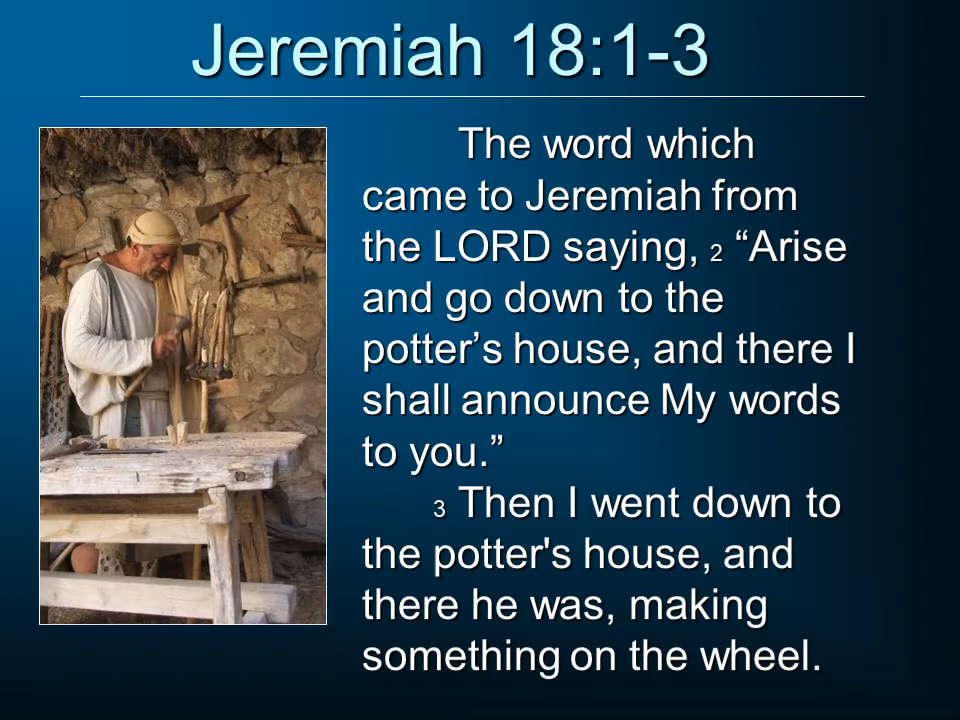 Jeremiah 18:1-3
The word which
came to Jeremiah from
the LORD saying, 2 “Arise
and go down to the
potter’s house, and there I
shall announce My words
to you.”
3 Then I went down to
the potter's house, and
there he was, making
something on the wheel.